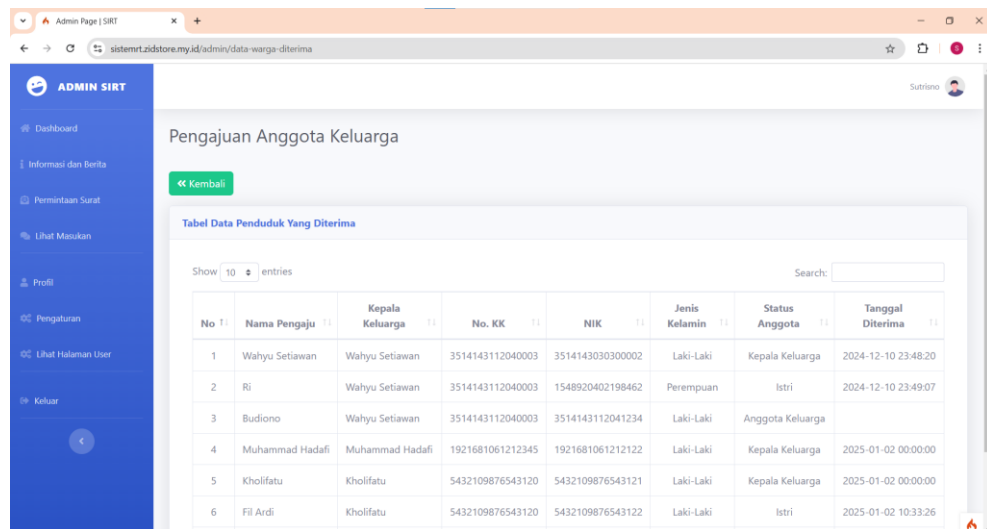 Admin Page | SIRT
sistemrt.zidstore.my.id/admin/data-warga-diterima
S
ADMIN SIRT
Sutrisno
Dashboard
Informasi dan Berita
Permintaan Surat
Lihat Masukan
Profil
Pengaturan
Lihat Halaman User
Keluar
Pengajuan Anggota Keluarga
Kembali
Tabel Data Penduduk Yang Diterima
Show 10 entries Search:
No Nama Pengaju Kepala Keluarga No. KK NIK Jenis Kelamin Status Anggota Tanggal Diterima
1 Wahyu Setiawan Wahyu Setiawan 3514143112040003 3514143030300002 Laki-Laki Kepala Keluarga 2024-12-10 23:48:20
2 Ri Wahyu Setiawan 3514143112040003 1548920402198462 Perempuan Istri 2024-12-10 23:49:07
3 Budiono Wahyu Setiawan 3514143112040003 3514143112041234 Laki-Laki Anggota Keluarga
4 Muhammad Hadafi Muhammad Hadafi 1921681061212345 1921681061212122 Laki-Laki Kepala Keluarga 2025-01-02 00:00:00
5 Kholifatu Kholifatu 5432109876543120 5432109876543121 Laki-Laki Kepala Keluarga 2025-01-02 00:00:00
6 Fil Ardi Kholifatu 5432109876543120 5432109876543122 Laki-Laki Istri 2025-01-02 10:33:26